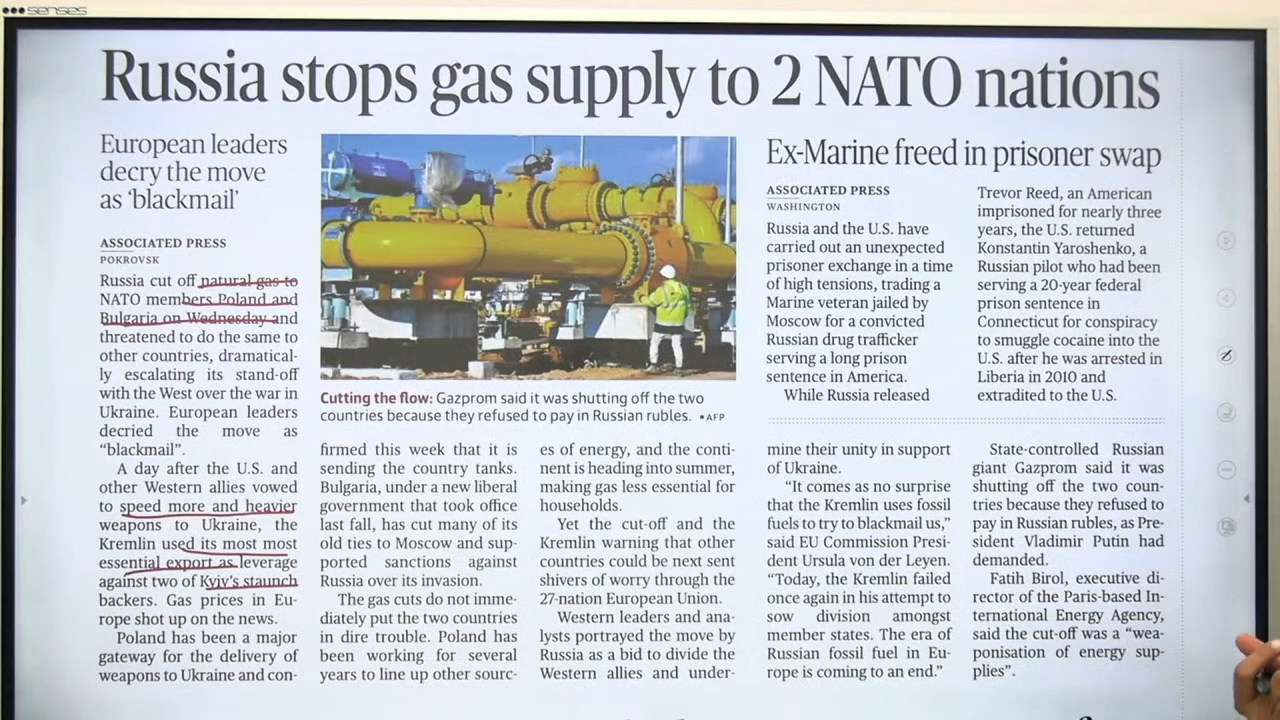 senses
Russia stops gas supply to 2 NATO nations
European leaders
decry the move
as ‘blackmail’
ASSOCIATED PRESS
POKROVSK
Russia cut off natural gas to
NATO members Poland and
Bulgaria on Wednesday and
threatened to do the same to
other countries, dramatical-
ly escalating its stand-off
with the West over the war in
Ukraine. European leaders
decried the move as
“blackmail”.
A day after the U.S. and
other Western allies vowed
to speed more and heavier
weapons to Ukraine, the
Kremlin used its most most
essential export as leverage
against two of Kyiv’s staunch
backers. Gas prices in Eu-
rope shot up on the news.
Poland has been a major
gateway for the delivery of
weapons to Ukraine and con-
Cutting the flow: Gazprom said it was shutting off the two
countries because they refused to pay in Russian rubles. •AFP
firmed this week that it is
sending the country tanks.
Bulgaria, under a new liberal
government that took office
last fall, has cut many of its
old ties to Moscow and sup-
ported sanctions against
Russia over its invasion.
The gas cuts do not imme-
diately put the two countries
in dire trouble. Poland has
been working for several
years to line up other sourc-
es of energy, and the conti-
nent is heading into summer,
making gas less essential for
households.
Yet the cut-off and the
Kremlin warning that other
countries could be next sent
shivers of worry through the
27-nation European Union.
Western leaders and ana-
lysts portrayed the move by
Russia as a bid to divide the
Western allies and under-
mine their unity in support
of Ukraine.
“It comes as no surprise
that the Kremlin uses fossil
fuels to try to blackmail us,”
said EU Commission Presi-
dent Ursula von der Leyen.
“Today, the Kremlin failed
once again in his attempt to
sow division amongst
member states. The era of
Russian fossil fuel in Eu-
rope is coming to an end.”
State-controlled Russian
giant Gazprom said it was
shutting off the two coun-
tries because they refused to
pay in Russian rubles, as Pre-
sident Vladimir Putin had
demanded.
Fatih Birol, executive di-
rector of the Paris-based In-
ternational Energy Agency,
said the cut-off was a “wea-
ponisation of energy sup-
plies”.
Ex-Marine freed in prisoner swap
ASSOCIATED PRESS
WASHINGTON
Russia and the U.S. have
carried out an unexpected
prisoner exchange in a time
of high tensions, trading a
Marine veteran jailed by
Moscow for a convicted
Russian drug trafficker
serving a long prison
sentence in America.
While Russia released
Trevor Reed, an American
imprisoned for nearly three
years, the U.S. returned
Konstantin Yaroshenko, a
Russian pilot who had been
serving a 20-year federal
prison sentence in
Connecticut for conspiracy
to smuggle cocaine into the
U.S. after he was arrested in
Liberia in 2010 and
extradited to the U.S.